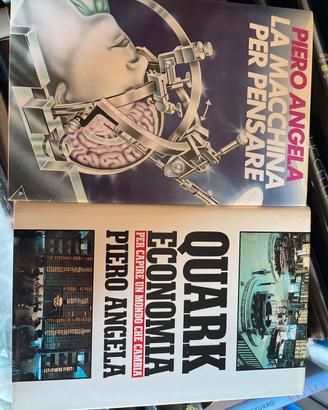 PIERO ANGELA
LA MACCHINA
PER PENSARE
QUARK
ECONOMIA
PER CAPIRE UN MONDO CHE CAMBIA
PIERO ANGELA